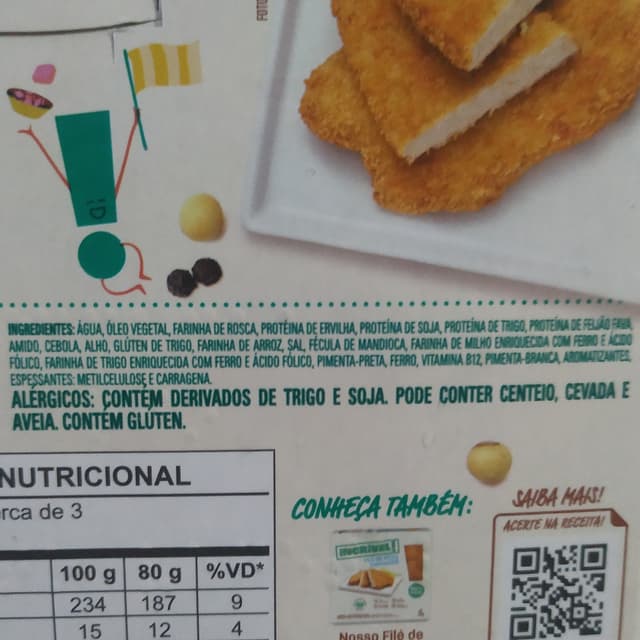 FOTO
INGREDIENTES: ÁGUA, ÓLEO VEGETAL, FARINHA DE ROSCA, PROTEÍNA DE ERVILHA, PROTEÍNA DE SOJA, PROTEÍNA DE TRIGO, PROTEÍNA DE FEIJÃO FAVA,
AMIDO, CEBOLA, ALHO, GLÚTEN DE TRIGO, FARINHA DE ARROZ, SAL, FÉCULA DE MANDIOCA, FARINHA DE MILHO ENRIQUECIDA COM FERRO E ÁCIDO
FÓLICO, FARINHA DE TRIGO ENRIQUECIDA COM FERRO E ÁCIDO FÓLICO, PIMENTA-PRETA, FERRO, VITAMINA B12, PIMENTA-BRANCA, AROMATIZANTES,
ESPESSANTES: METILCELULOSE E CARRAGENA.
ALÉRGICOS: CONTÉM DERIVADOS DE TRIGO E SOJA. PODE CONTER CENTEIO, CEVADA E
AVEIA. CONTÉM GLÚTEN.
NUTRICIONAL
erca de 3
100 g 80 g %VD*
234 187 9
15 12 4
CONHEÇA TAMBÉM:
INCRÍVEL!
Nosso Filé de
SAIBA MAIS!
ACERTE NA RECEITA!